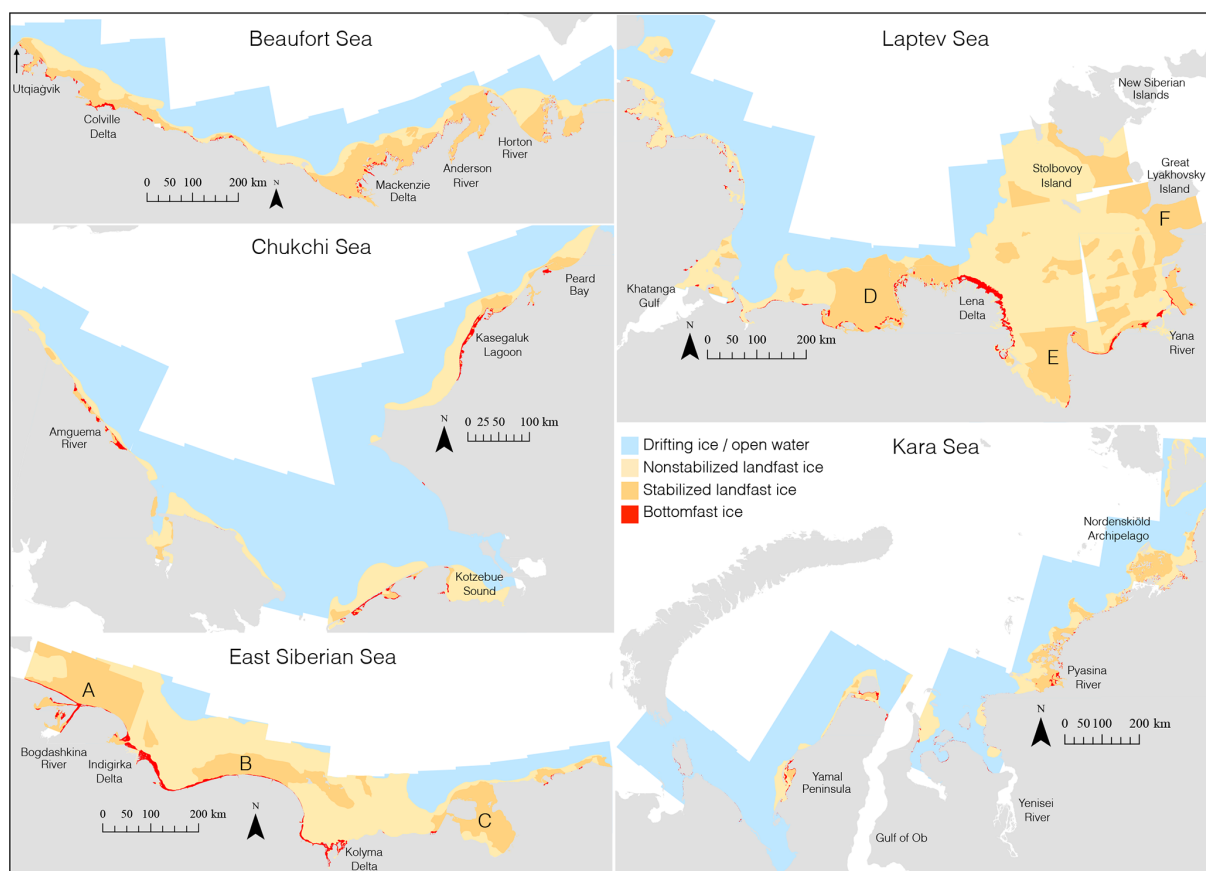 Beaufort Sea
Utqiaġvik
Colville
Delta
Mackenzie
Delta
Anderson
River
Horton
River
0 50 100 200 km
N
Chukchi Sea
Peard
Bay
Kasegaluk
Lagoon
N
0 25 50 100 km
Amguema
River
Kotzebue
Sound
East Siberian Sea
A
B
C
Bogdashkina
River
Indigirka
Delta
Kolyma
Delta
0 50 100 200 km
N
Laptev Sea
New Siberian
Islands
Stolbovoy
Island
Great
Lyakhovsky
Island
F
D
E
Khatanga
Gulf
Lena
Delta
Yana
River
N
0 50 100 200 km
Drifting ice / open water
Nonstabilized landfast ice
Stabilized landfast ice
Bottomfast ice
Kara Sea
Nordenskiöld
Archipelago
Pyasina
River
N
0 50 100 200 km
Yamal
Peninsula
Yenisei
River
Gulf of Ob